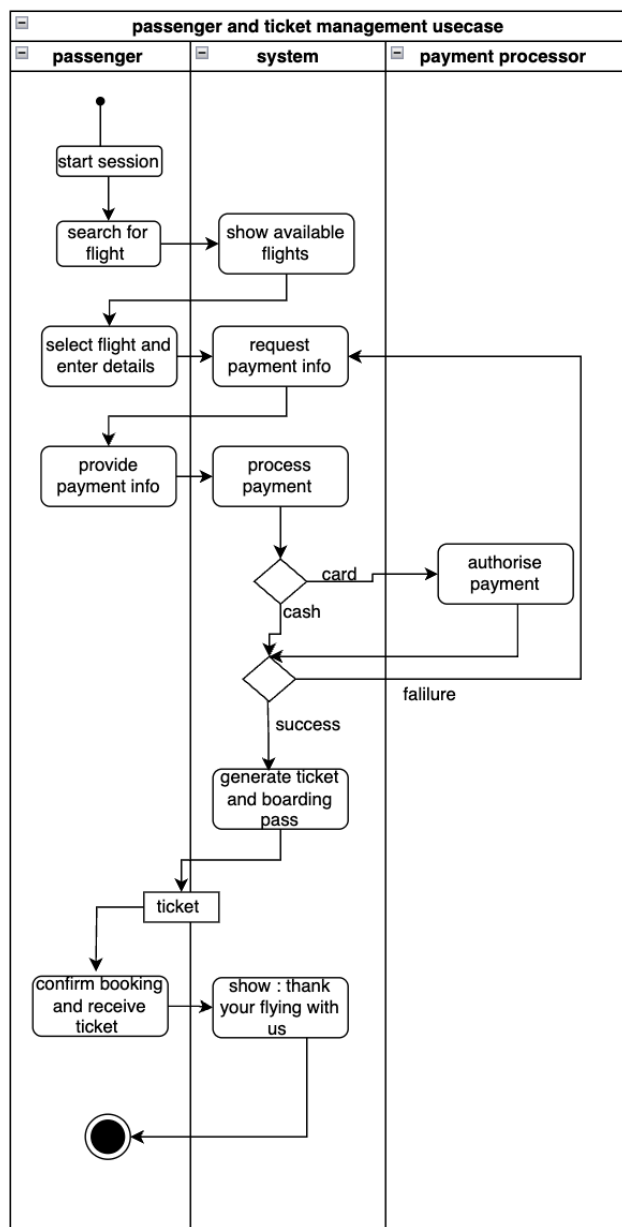 passenger and ticket management usecase
passenger
system
payment processor
start session
search for
flight
show available
flights
select flight and
enter details
request
payment info
provide
payment info
process
payment
card
authorise
payment
cash
falilure
success
generate ticket
and boarding
pass
ticket
confirm booking
and receive
ticket
show : thank
your flying with
us